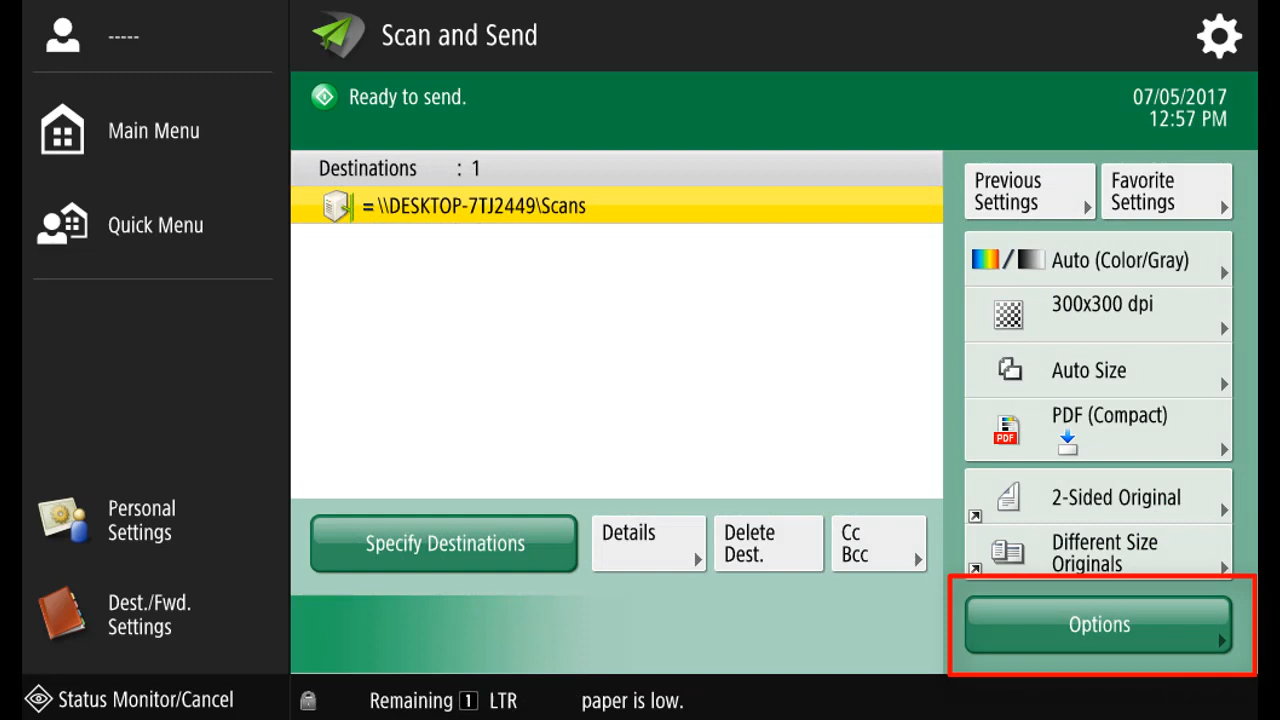 -----
Main Menu
Quick Menu
Personal
Settings
Dest./Fwd.
Settings
Status Monitor/Cancel
Scan and Send
Ready to send.
07/05/2017
12:57 PM
Destinations : 1
= \\DESKTOP-7TJ2449\Scans
Specify Destinations
Details
Delete
Dest.
Cc
Bcc
Previous
Settings
Favorite
Settings
Auto (Color/Gray)
300x300 dpi
Auto Size
PDF
PDF (Compact)
2-Sided Original
Different Size
Originals
Options
Remaining 1 LTR paper is low.